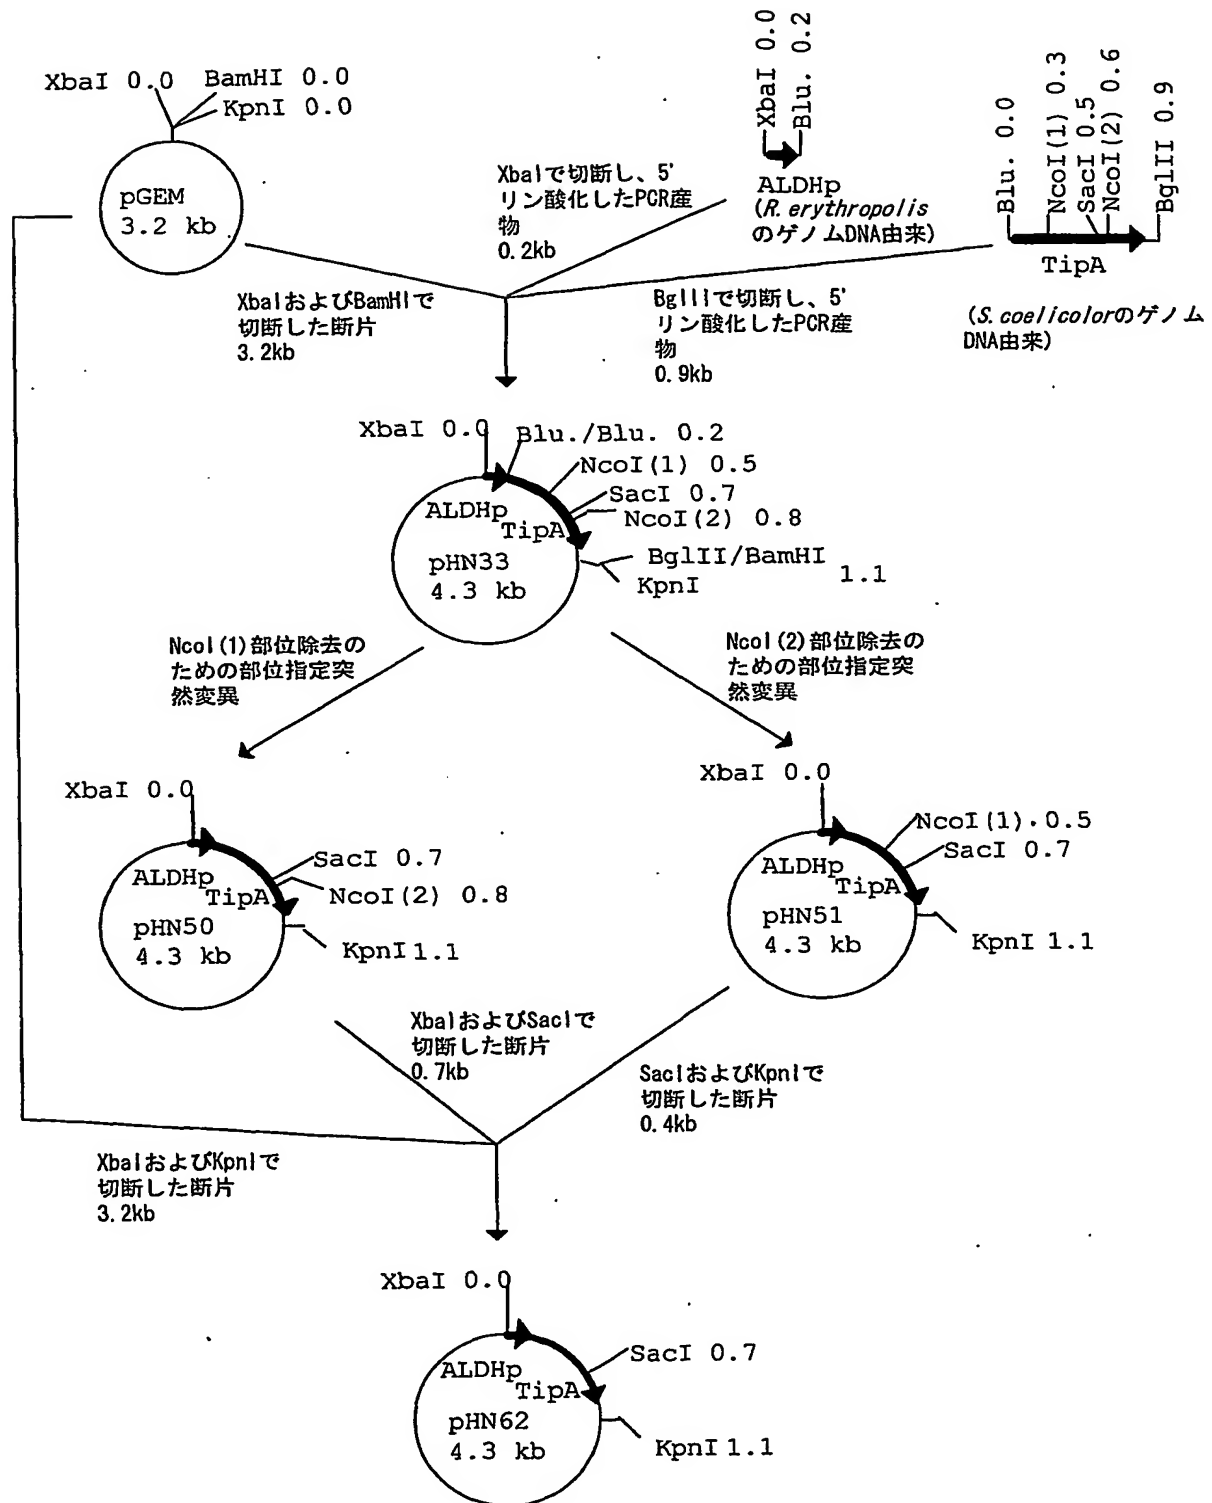 XbaI 0.0
BamHI 0.0
KpnI 0.0
pGEM
3.2 kb
XbaI 0.0
Blu. 0.2
ALDHp
(R. erythropolis
のゲノムDNA由来)
Blu. 0.0
NcoI(1) 0.3
SacI 0.5
NcoI(2) 0.6
BglII 0.9
TipA
(S. coelicolorのゲノム
DNA由来)
XbaIで切断し、5'
リン酸化したPCR産
物
0.2kb
XbaIおよびBamHIで
切断した断片
3.2kb
BglIIで切断し、5'
リン酸化したPCR産
物
0.9kb
XbaI 0.0
Blu./Blu. 0.2
NcoI(1) 0.5
SacI 0.7
NcoI(2) 0.8
ALDHp
TipA
pHN33
4.3 kb
BglII/BamHI
KpnI
1.1
NcoI(1)部位除去の
ための部位指定突
然変異
NcoI(2)部位除去の
ための部位指定突
然変異
XbaI 0.0
SacI 0.7
NcoI(2) 0.8
ALDHp
TipA
pHN50
4.3 kb
KpnI 1.1
XbaI 0.0
NcoI(1) 0.5
SacI 0.7
ALDHp
TipA
pHN51
4.3 kb
KpnI 1.1
XbaIおよびSacIで
切断した断片
0.7kb
SacIおよびKpnIで
切断した断片
0.4kb
XbaIおよびKpnIで
切断した断片
3.2kb
XbaI 0.0
SacI 0.7
ALDHp
TipA
pHN62
4.3 kb
KpnI 1.1